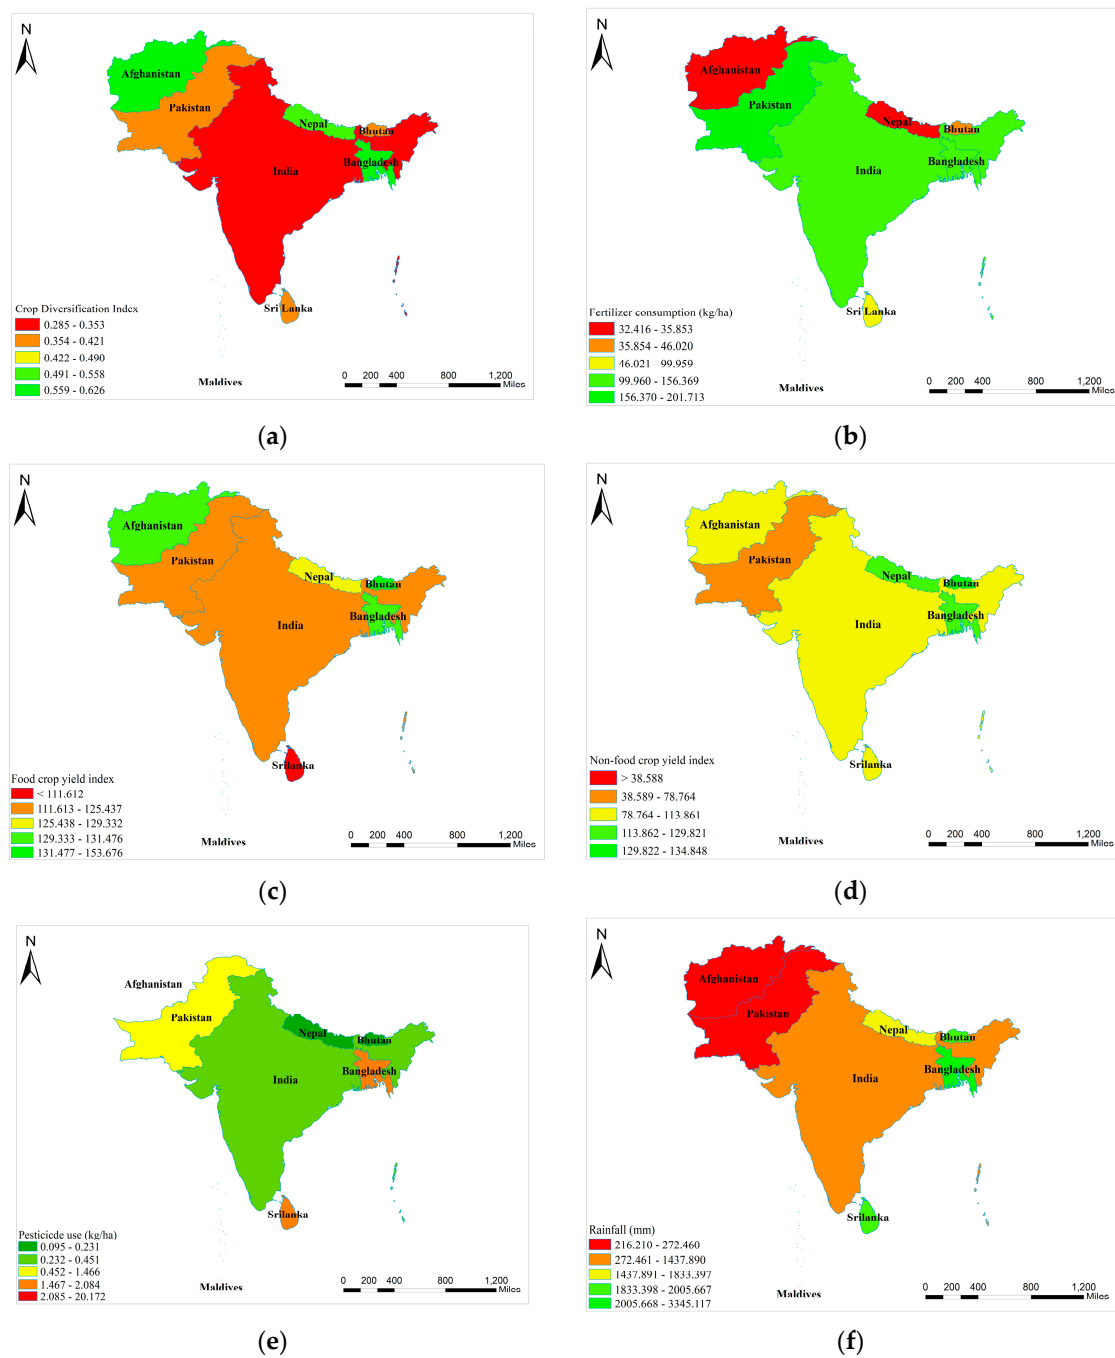 N
Afghanistan
Pakistan
Nepal
Bhutan
Bangladesh
India
Sri Lanka
Crop Diversification Index
0.285 - 0.353
0.354 - 0.421
0.422 - 0.490
0.491 - 0.558
0.559 - 0.626
Maldives
0 200 400 800 1,200
Miles
(a)
N
Afghanistan
Pakistan
Nepal
Bhutan
Bangladesh
India
Sri Lanka
Fertilizer consumption (kg/ha)
32.416 - 35.853
35.854 - 46.020
46.021 - 99.959
99.960 - 156.369
156.370 - 201.713
Maldives
0 200 400 800 1,200
Miles
(b)
N
Afghanistan
Pakistan
Nepal
Bhutan
Bangladesh
India
Srilanka
Food crop yield index
< 111.612
111.613 - 125.437
125.438 - 129.332
129.333 - 131.476
131.477 - 153.676
Maldives
0 200 400 800 1,200
Miles
(c)
N
Afghanistan
Pakistan
Nepal
Bhutan
Bangladesh
India
Srilanka
Non-food crop yield index
> 38.588
38.589 - 78.764
78.764 - 113.861
113.862 - 129.821
129.822 - 134.848
Maldives
0 200 400 800 1,200
Miles
(d)
N
Afghanistan
Pakistan
Nepal
Bhutan
Bangladesh
India
Srilanka
Pesticicde use (kg/ha)
0.095 - 0.231
0.232 - 0.451
0.452 - 1.466
1.467 - 2.084
2.085 - 20.172
Maldives
0 200 400 800 1,200
Miles
(e)
N
Afghanistan
Pakistan
Nepal
Bhutan
Bangladesh
India
Srilanka
Rainfall (mm)
216.210 - 272.460
272.461 - 1437.890
1437.891 - 1833.397
1833.398 - 2005.667
2005.668 - 3345.117
Maldives
0 200 400 800 1,200
Miles
(f)